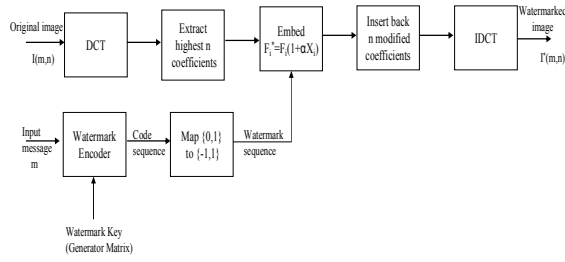 Original image
I(m,n)
DCT
Extract
highest n
coefficients
Embed
Fi*=Fi(1+αXi)
Insert back
n modified
coefficients
IDCT
Watermarked
image
I*(m,n)
Input
message
m
Watermark
Encoder
Code
sequence
Map {0,1}
to {-1,1}
Watermark
sequence
Watermark Key
(Generator Matrix)